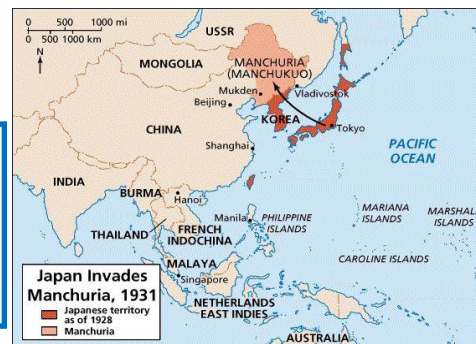 0 500 1000 mi
0 500 1000 km
N
USSR
MONGOLIA
MANCHURIA
(MANCHUKUO)
Mukden
Vladivostok
Beijing
KOREA
Tokyo
CHINA
Shanghai
PACIFIC
OCEAN
INDIA
BURMA
Hanoi
THAILAND
FRENCH
INDOCHINA
Manila
PHILIPPINE
ISLANDS
MARIANA
ISLANDS
MARSHALL
ISLANDS
CAROLINE ISLANDS
MALAYA
Singapore
NETHERLANDS
EAST INDIES
AUSTRALIA
Japan Invades
Manchuria, 1931
Japanese territory
as of 1928
Manchuria